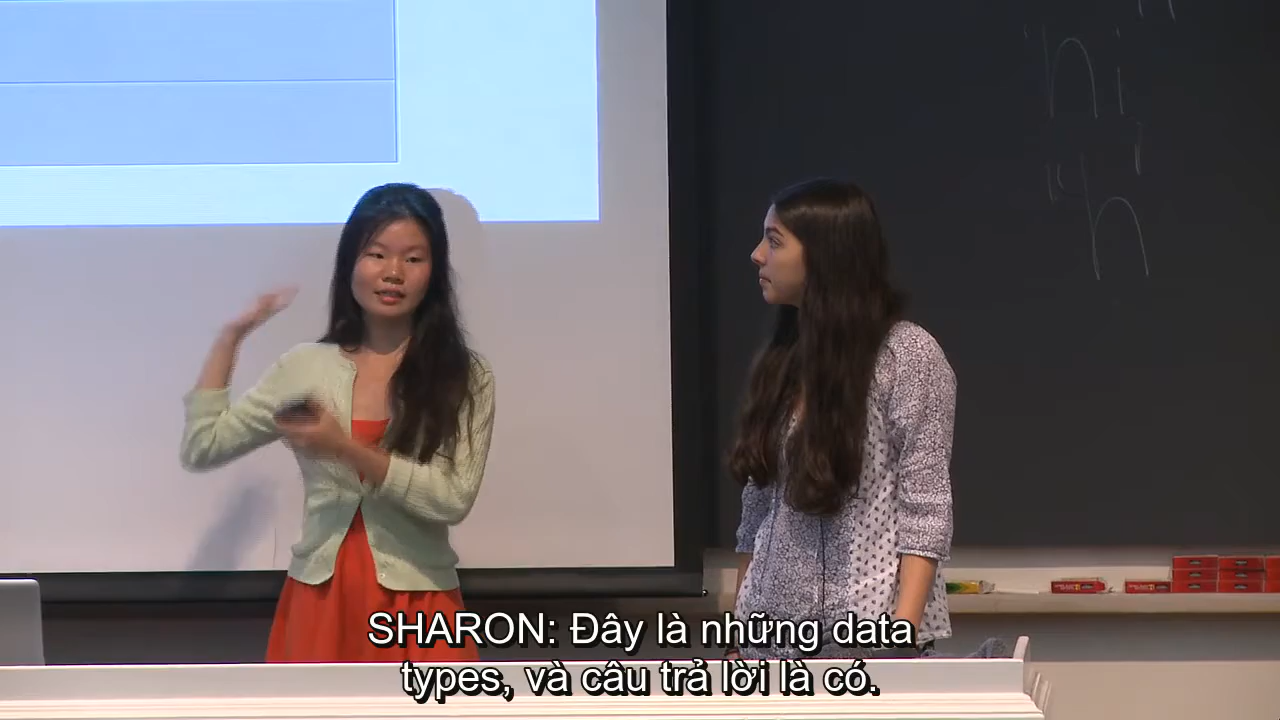 SHARON: Đây là những data
types, và câu trả lời là có.